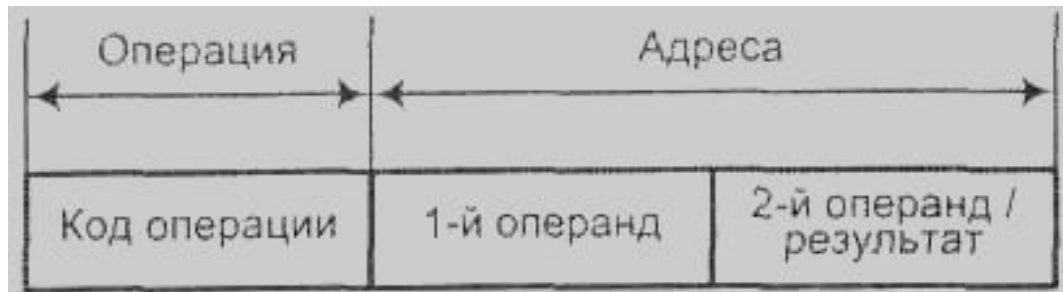 Операция
Адреса
Код операции
1-й операнд
2-й операнд /
результат